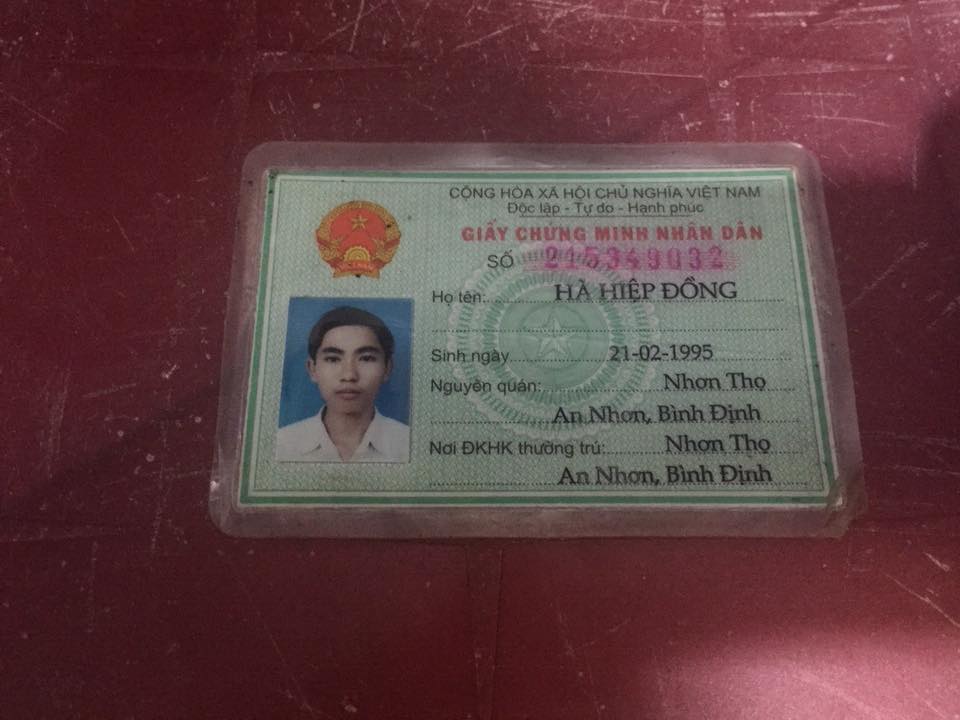 CỘNG HÒA XÃ HỘI CHỦ NGHĨA VIỆT NAM
Độc lập - Tự do - Hạnh phúc
GIẤY CHỨNG MINH NHÂN DÂN
SỐ 215349032
Họ tên: HÀ HIỆP ĐỒNG
Sinh ngày 21-02-1995
Nguyên quán: Nhơn Thọ
An Nhơn, Bình Định
Nơi ĐKHK thường trú: Nhơn Thọ
An Nhơn, Bình Định